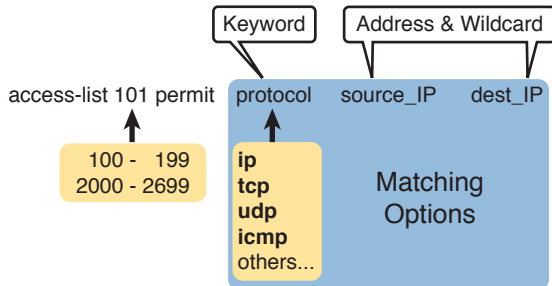 Keyword
Address & Wildcard
access-list 101 permit protocol source_IP dest_IP
100 - 199
2000 - 2699
ip
tcp
udp
icmp
others...
Matching
Options